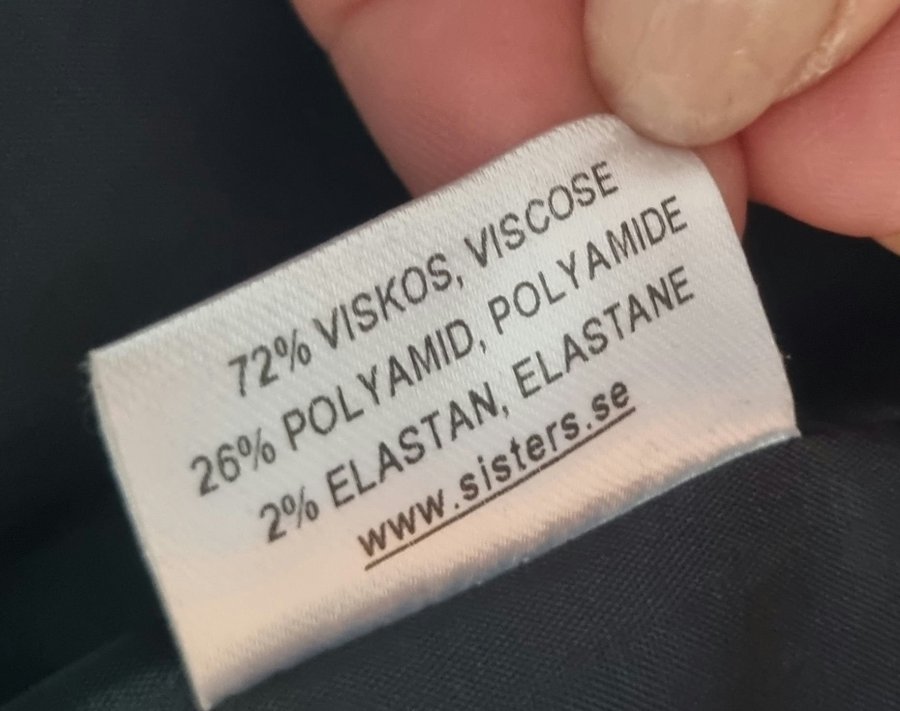 72% VISKOS, VISCOSE
26% POLYAMID, POLYAMIDE
2% ELASTAN, ELASTANE
www.sisters.se